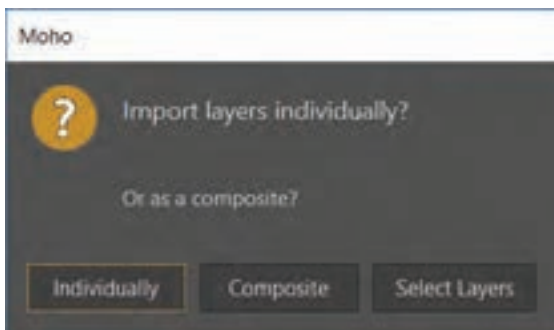 Moho
?
Import layers individually?
Or as a composite?
Individually Composite Select Layers